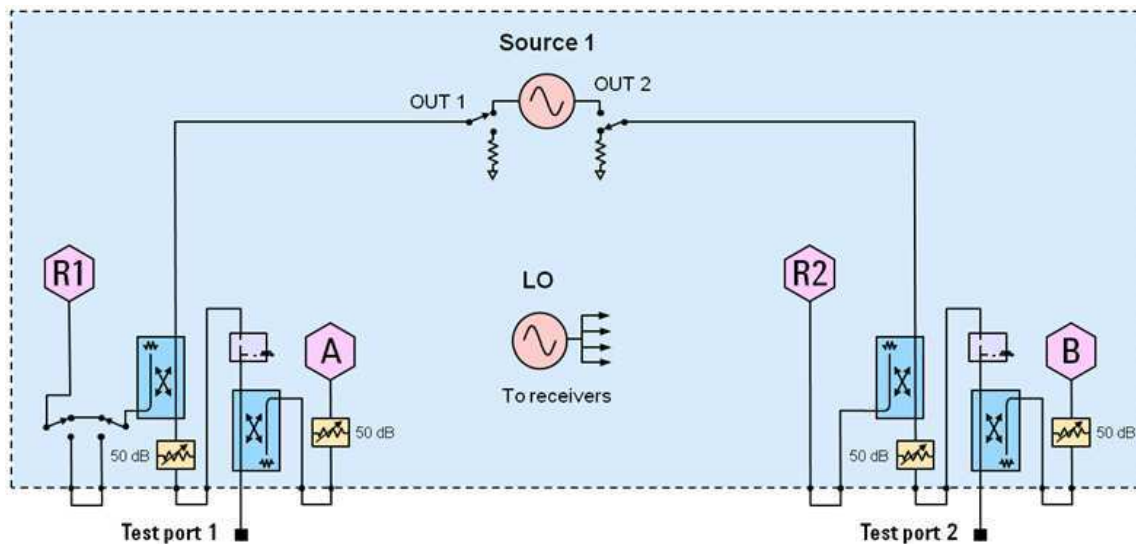 Source 1
OUT 1
OUT 2
R1
LO
R2
A
B
To receivers
50 dB
50 dB
50 dB
50 dB
Test port 1
Test port 2